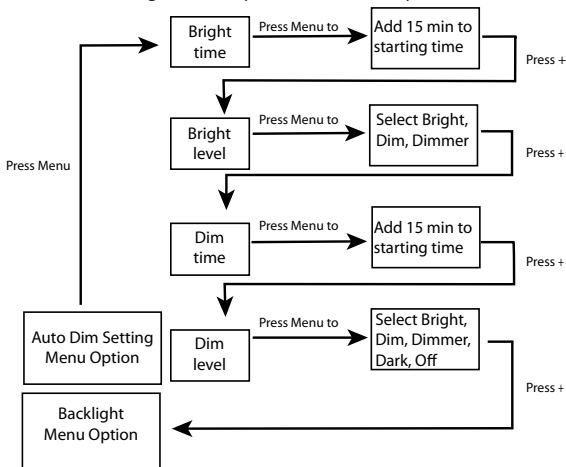 Bright
time
Press Menu to
Add 15 min to
starting time
Press +
Bright
level
Press Menu to
Select Bright,
Dim, Dimmer
Press +
Press Menu
Dim
time
Press Menu to
Add 15 min to
starting time
Press +
Auto Dim Setting
Menu Option
Dim
level
Press Menu to
Select Bright,
Dim, Dimmer,
Dark, Off
Press +
Backlight
Menu Option